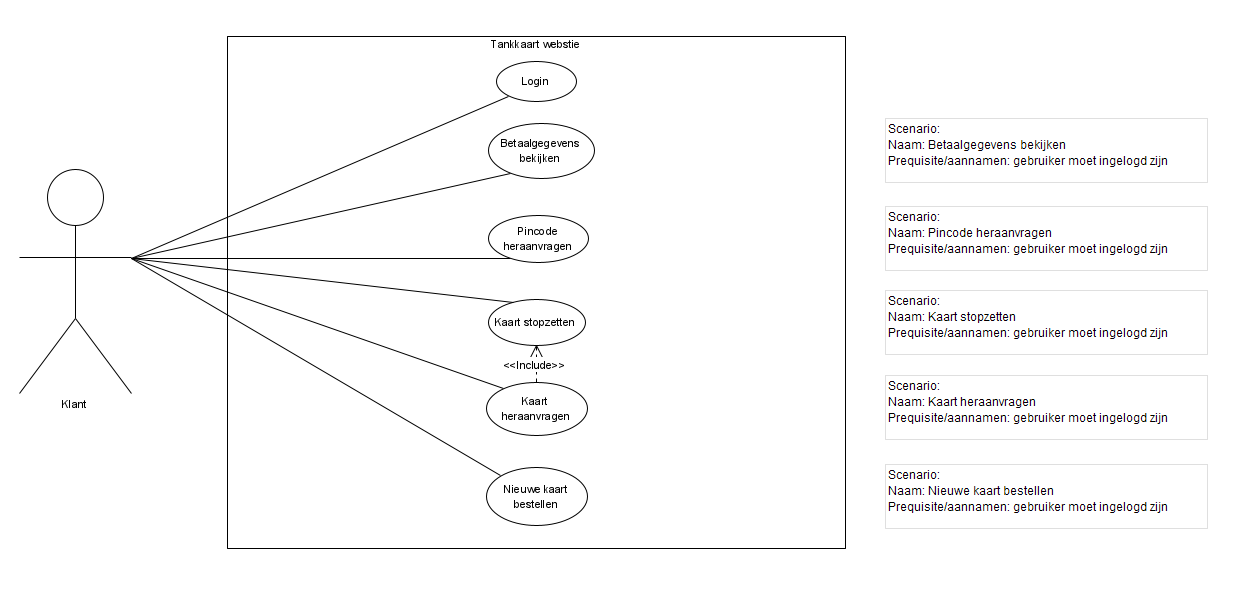 Tankkaart webstie
Login
Betaalgegevens
bekijken
Pincode
heraanvragen
Kaart stopzetten
<<Include>>
Kaart
heraanvragen
Nieuwe kaart
bestellen
Klant
Scenario:
Naam: Betaalgegevens bekijken
Prequisite/aannamen: gebruiker moet ingelogd zijn
Scenario:
Naam: Pincode heraanvragen
Prequisite/aannamen: gebruiker moet ingelogd zijn
Scenario:
Naam: Kaart stopzetten
Prequisite/aannamen: gebruiker moet ingelogd zijn
Scenario:
Naam: Kaart heraanvragen
Prequisite/aannamen: gebruiker moet ingelogd zijn
Scenario:
Naam: Nieuwe kaart bestellen
Prequisite/aannamen: gebruiker moet ingelogd zijn